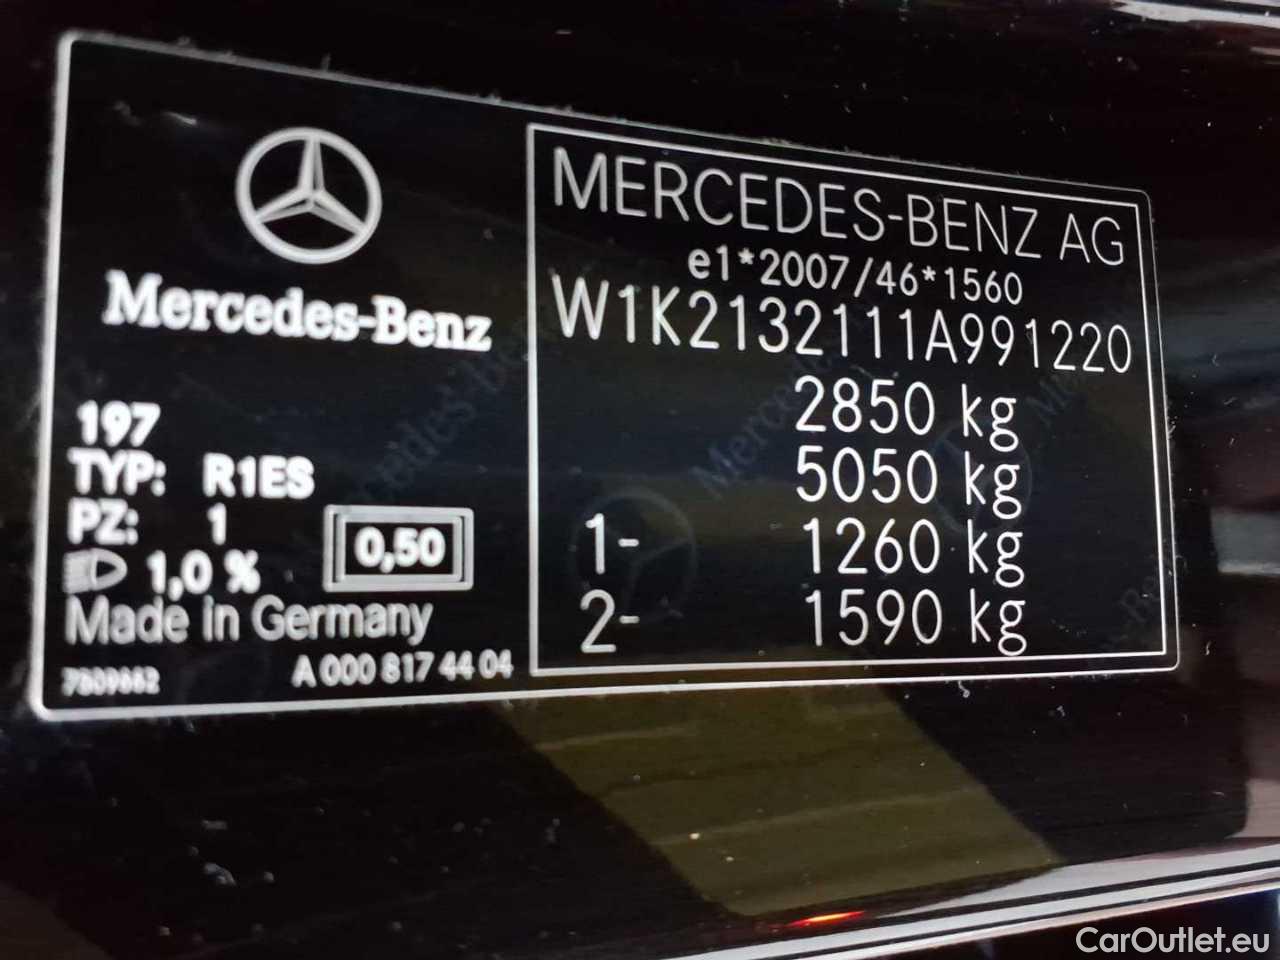 Mercedes-Benz
197
TYP: R1ES
PZ: 1
1,0 %
0,50
Made in Germany
7809662
A 000 817 44 04
MERCEDES-BENZ AG
e1*2007/46*1560
W1K2132111A991220
2850 kg
5050 kg
1- 1260 kg
2- 1590 kg
CarOutlet.eu